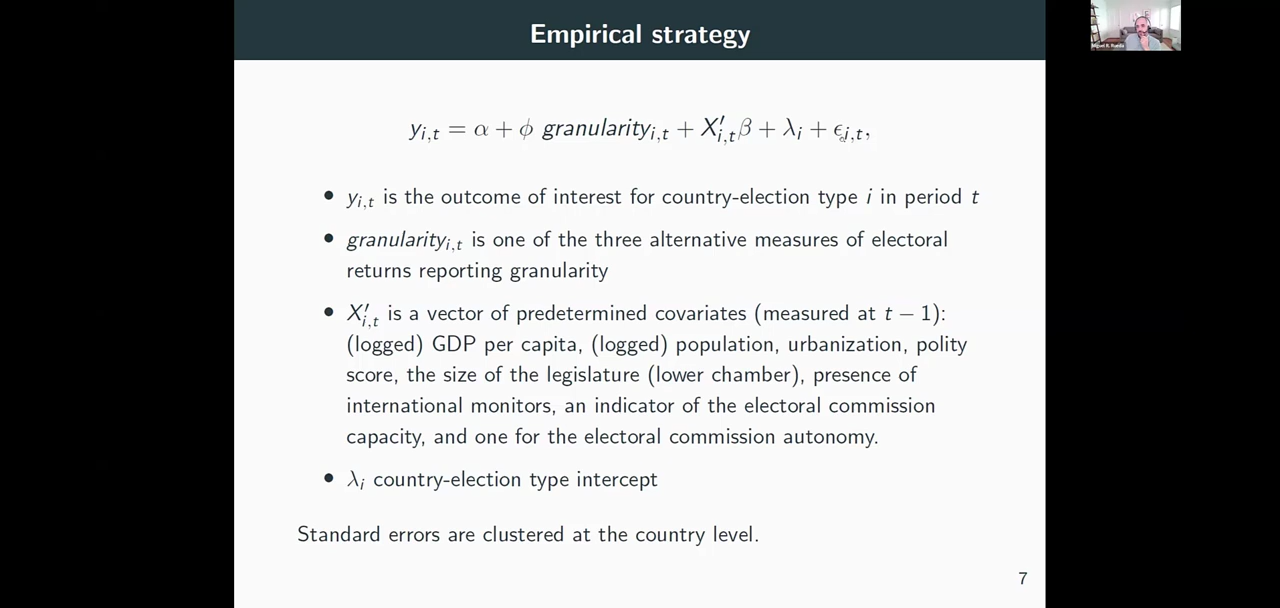 Empirical strategy
y_{i,t} = α + ϕ granularity_{i,t} + X′_{i,t}β + λ_i + ϵ_{i,t},
• y_{i,t} is the outcome of interest for country-election type i in period t
• granularity_{i,t} is one of the three alternative measures of electoral
returns reporting granularity
• X′_{i,t} is a vector of predetermined covariates (measured at t − 1):
(logged) GDP per capita, (logged) population, urbanization, polity
score, the size of the legislature (lower chamber), presence of
international monitors, an indicator of the electoral commission
capacity, and one for the electoral commission autonomy.
• λ_i country-election type intercept
Standard errors are clustered at the country level.
7
Miguel R. Rueda